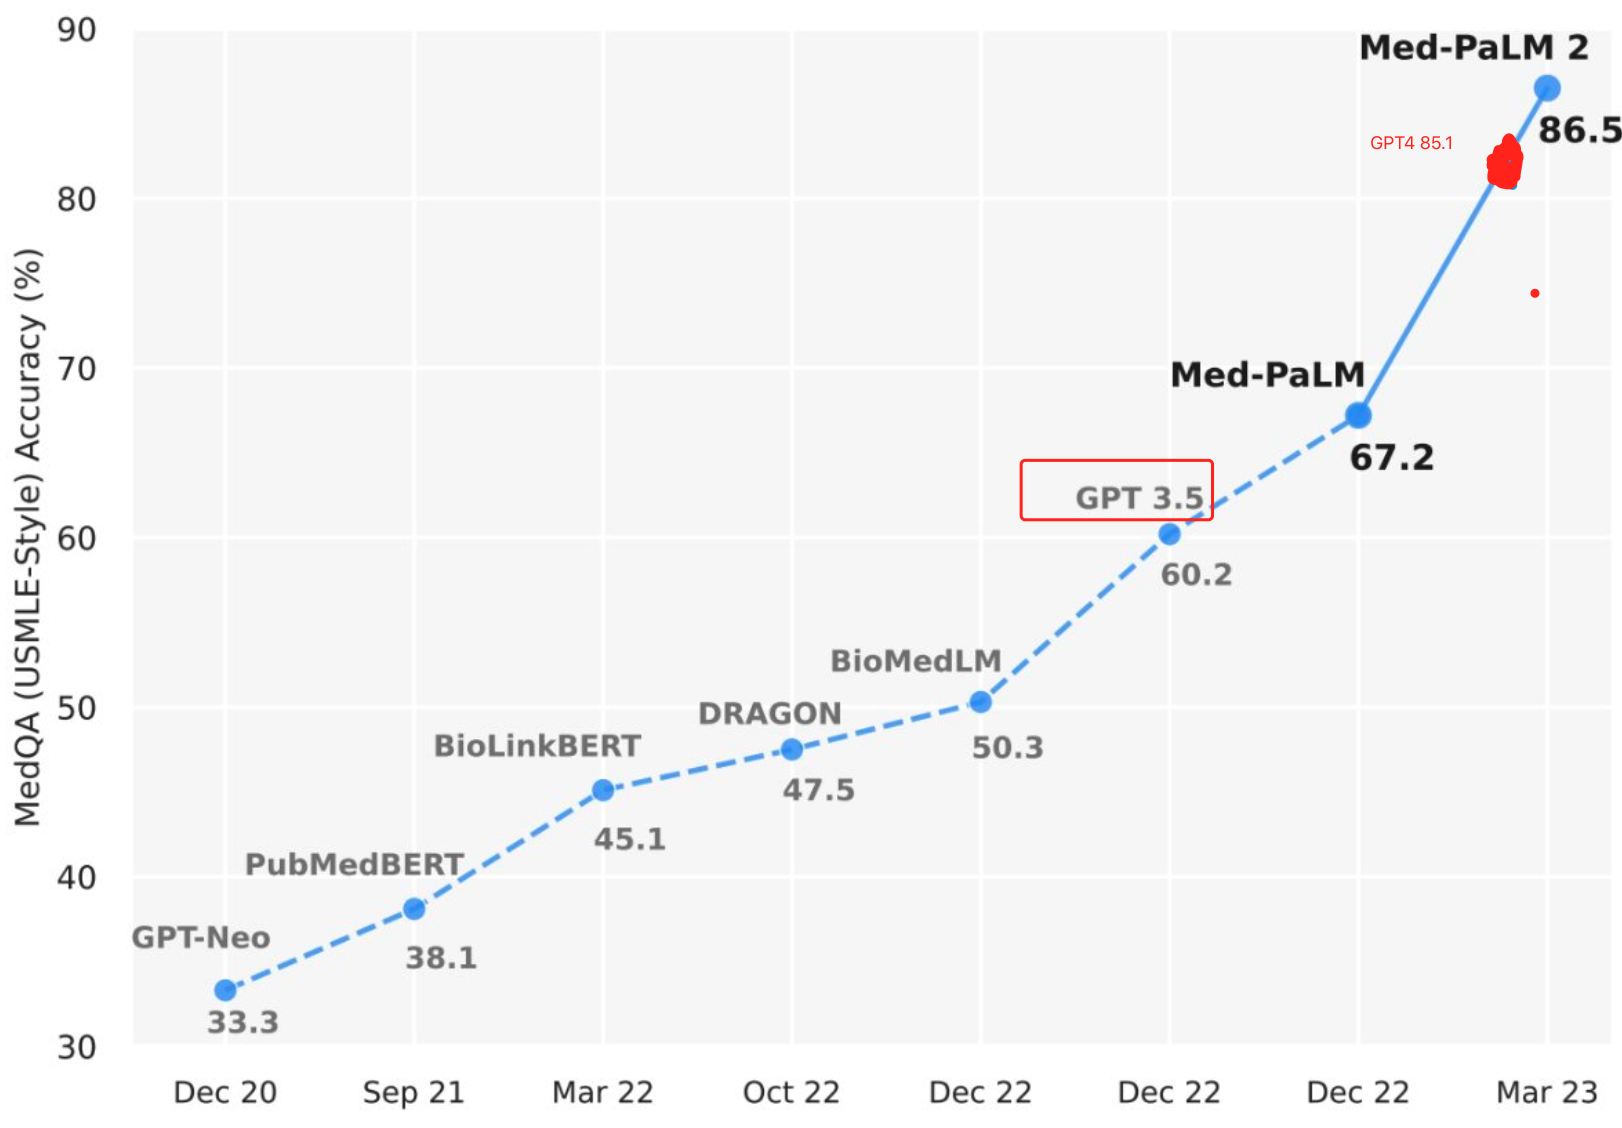 90
Med-PaLM 2
86.5
GPT4 85.1
80
MedQA (USMLE-Style) Accuracy (%)
70
Med-PaLM
67.2
GPT 3.5
60
60.2
BioMedLM
50
50.3
DRAGON
47.5
BioLinkBERT
45.1
PubMedBERT
40
38.1
GPT-Neo
33.3
30
Dec 20 Sep 21 Mar 22 Oct 22 Dec 22 Dec 22 Dec 22 Mar 23